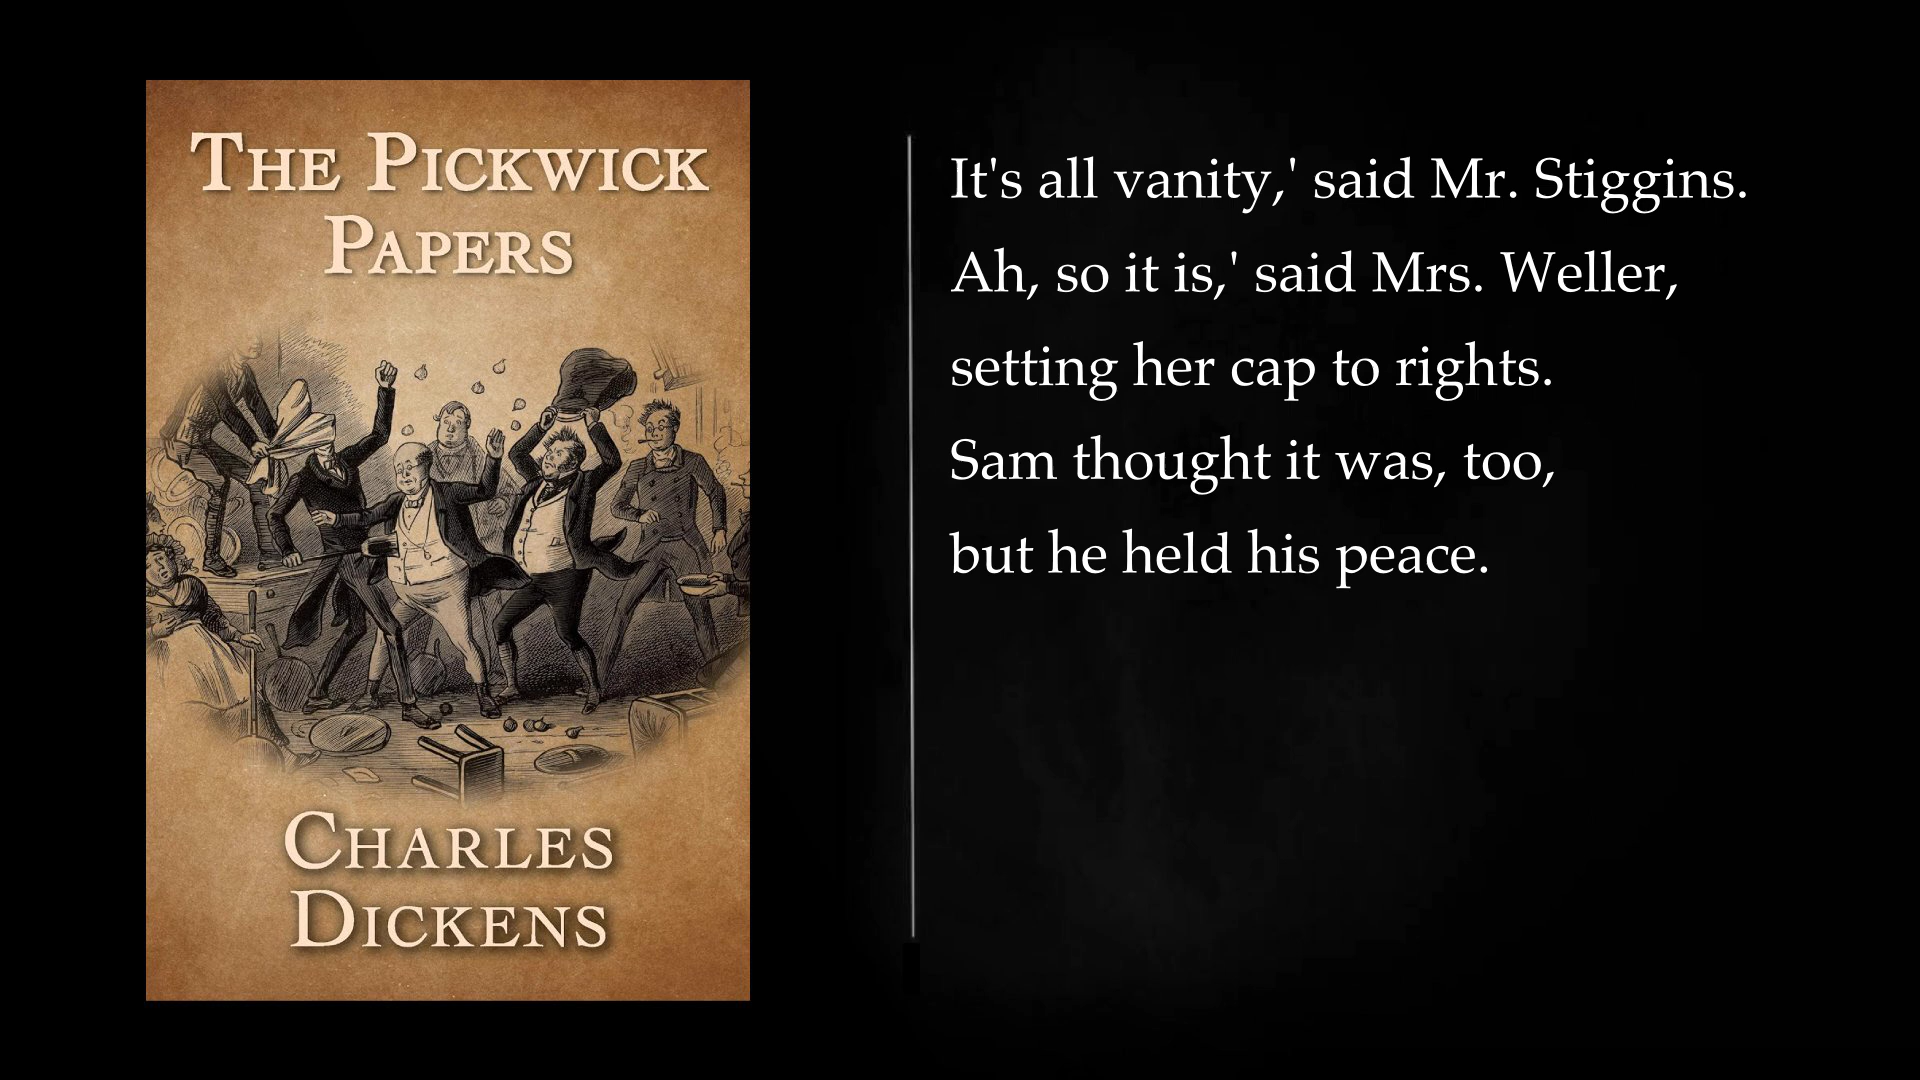 The Pickwick
Papers
Charles
Dickens
It's all vanity,' said Mr. Stiggins.
Ah, so it is,' said Mrs. Weller,
setting her cap to rights.
Sam thought it was, too,
but he held his peace.